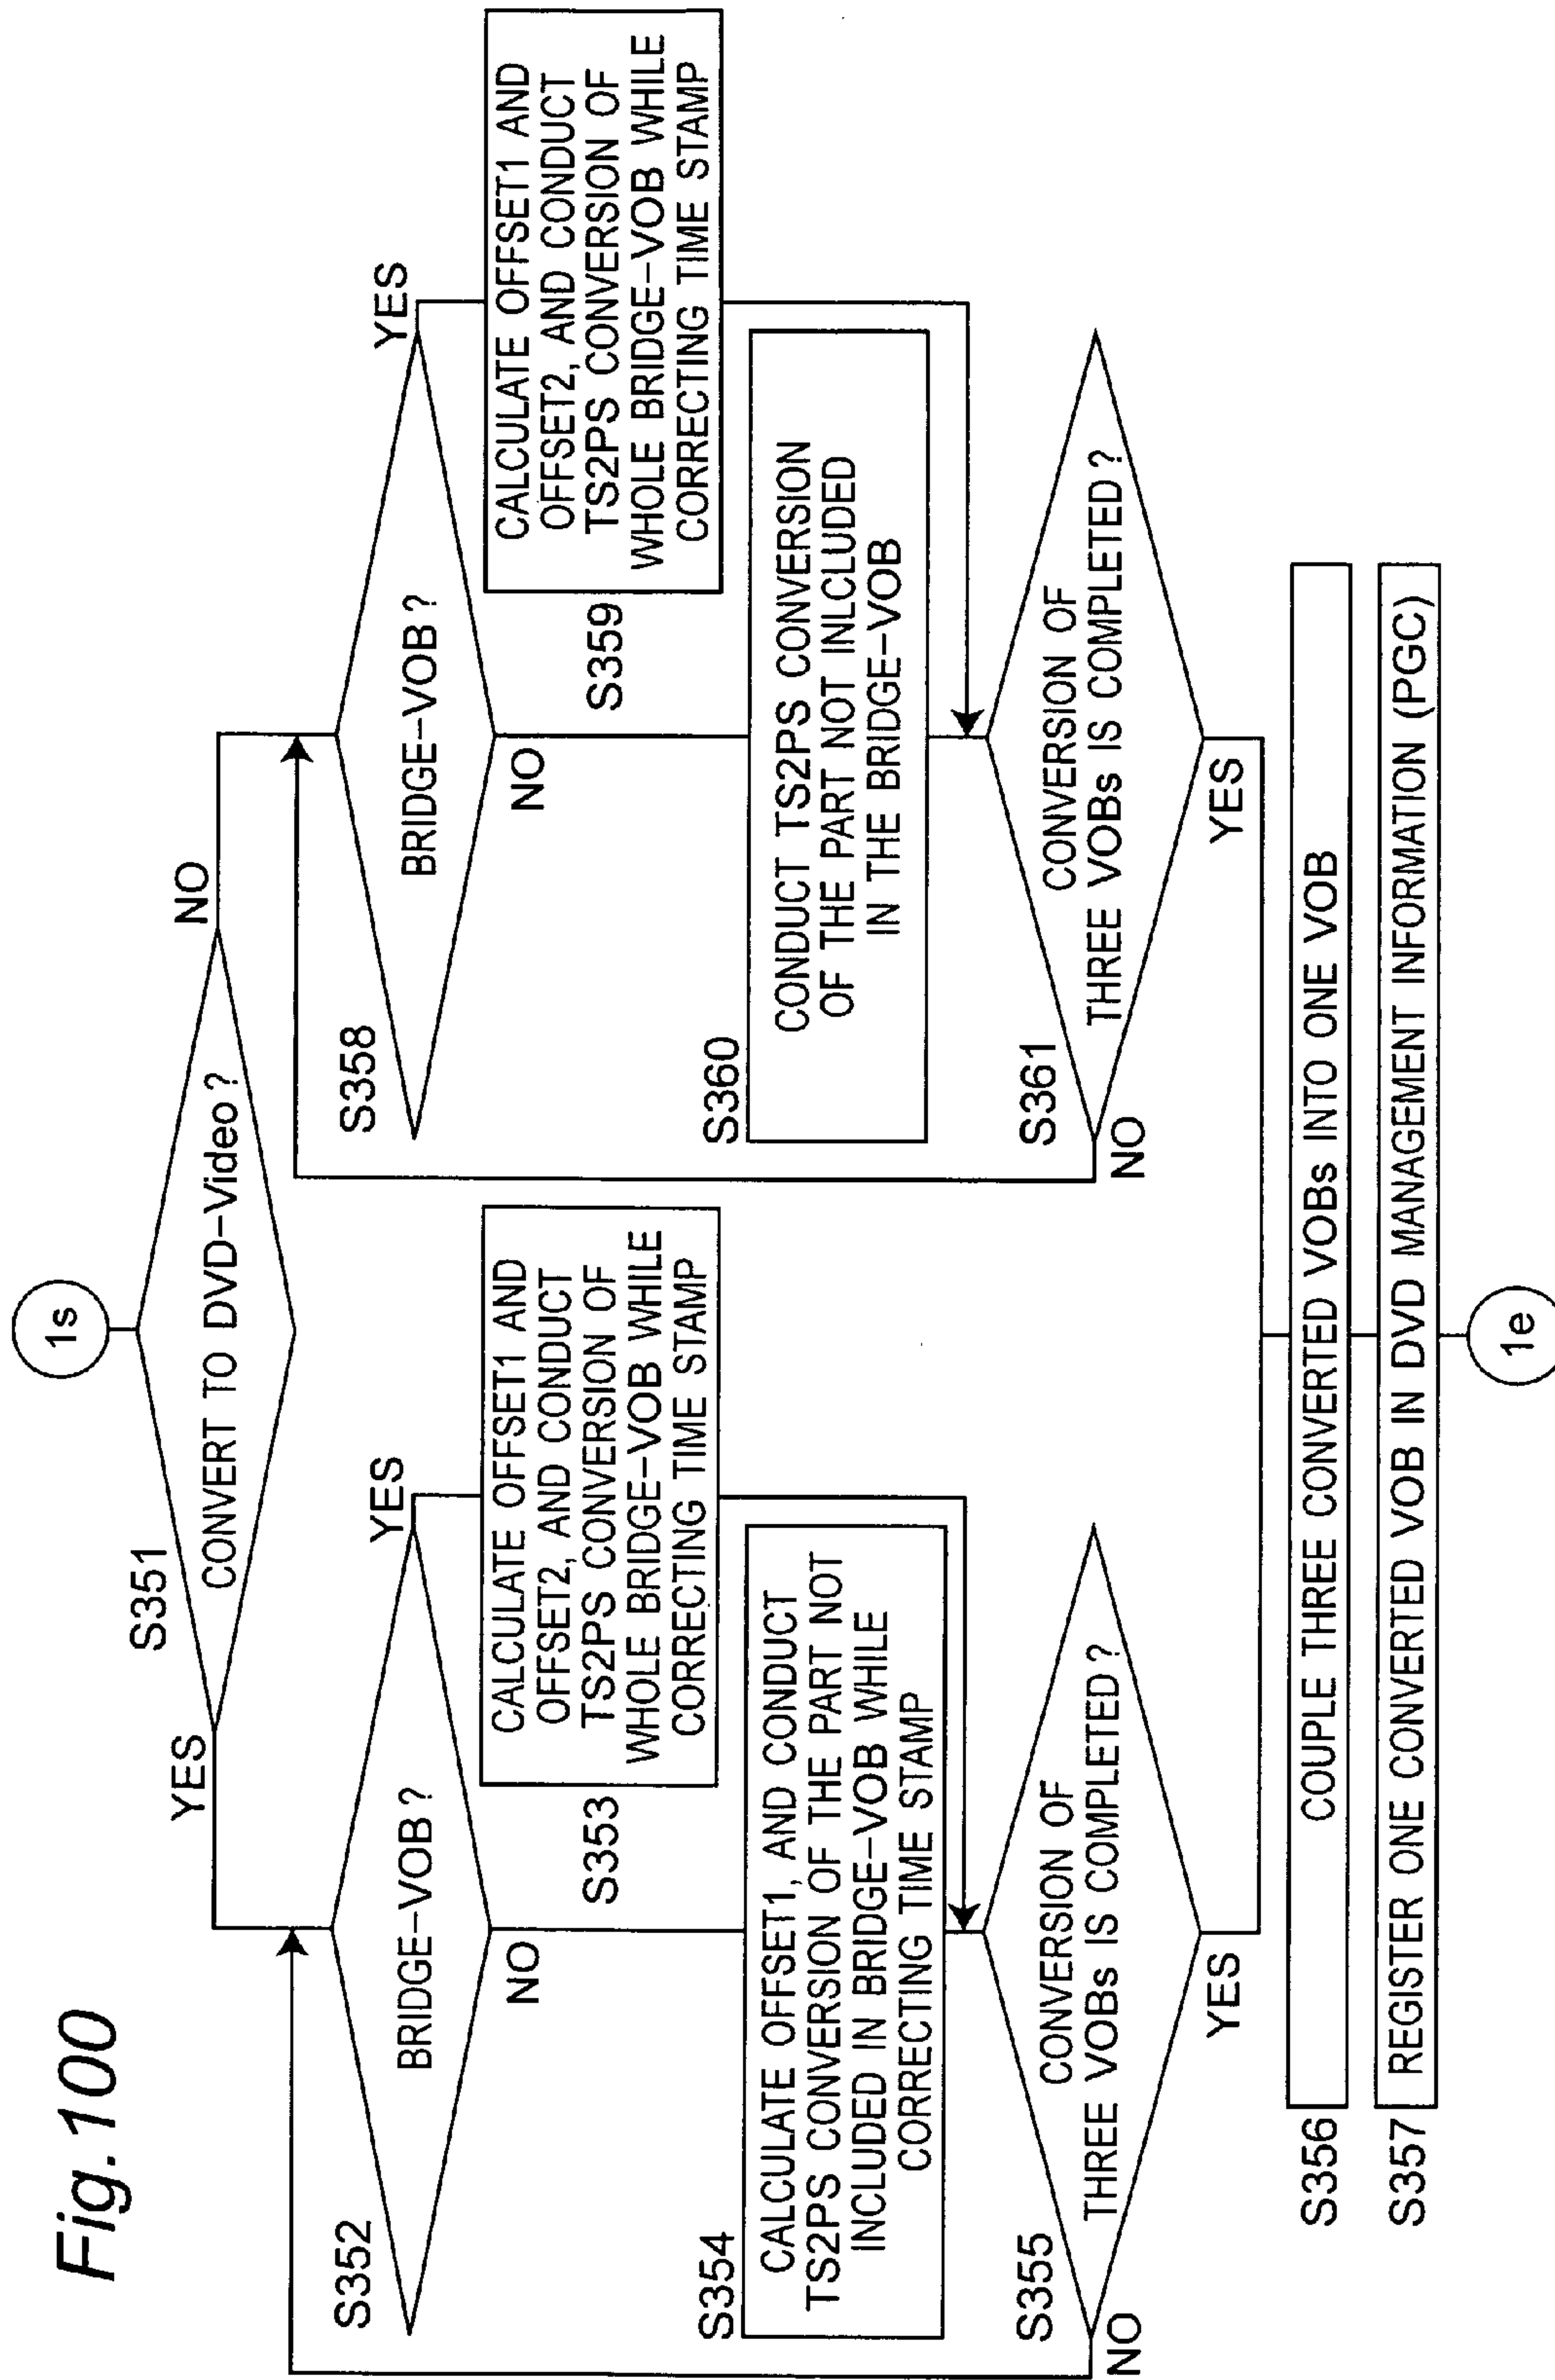 Fig.100
1s
S351
CONVERT TO DVD-Video?
YES
NO
S352
BRIDGE-VOB?
YES
NO
S353
CALCULATE OFFSET1 AND
OFFSET2, AND CONDUCT
TS2PS CONVERSION OF
WHOLE BRIDGE-VOB WHILE
CORRECTING TIME STAMP
S354
CALCULATE OFFSET1, AND CONDUCT
TS2PS CONVERSION OF THE PART NOT
INCLUDED IN BRIDGE-VOB WHILE
CORRECTING TIME STAMP
S355
CONVERSION OF
THREE VOBs IS COMPLETED?
NO
YES
S358
BRIDGE-VOB?
YES
NO
S359
CALCULATE OFFSET1 AND
OFFSET2, AND CONDUCT
TS2PS CONVERSION OF
WHOLE BRIDGE-VOB WHILE
CORRECTING TIME STAMP
S360
CONDUCT TS2PS CONVERSION
OF THE PART NOT INLCLUDED
IN THE BRIDGE-VOB
S361
CONVERSION OF
THREE VOBs IS COMPLETED?
NO
YES
S356
COUPLE THREE CONVERTED VOBs INTO ONE VOB
S357
REGISTER ONE CONVERTED VOB IN DVD MANAGEMENT INFORMATION (PGC)
1e